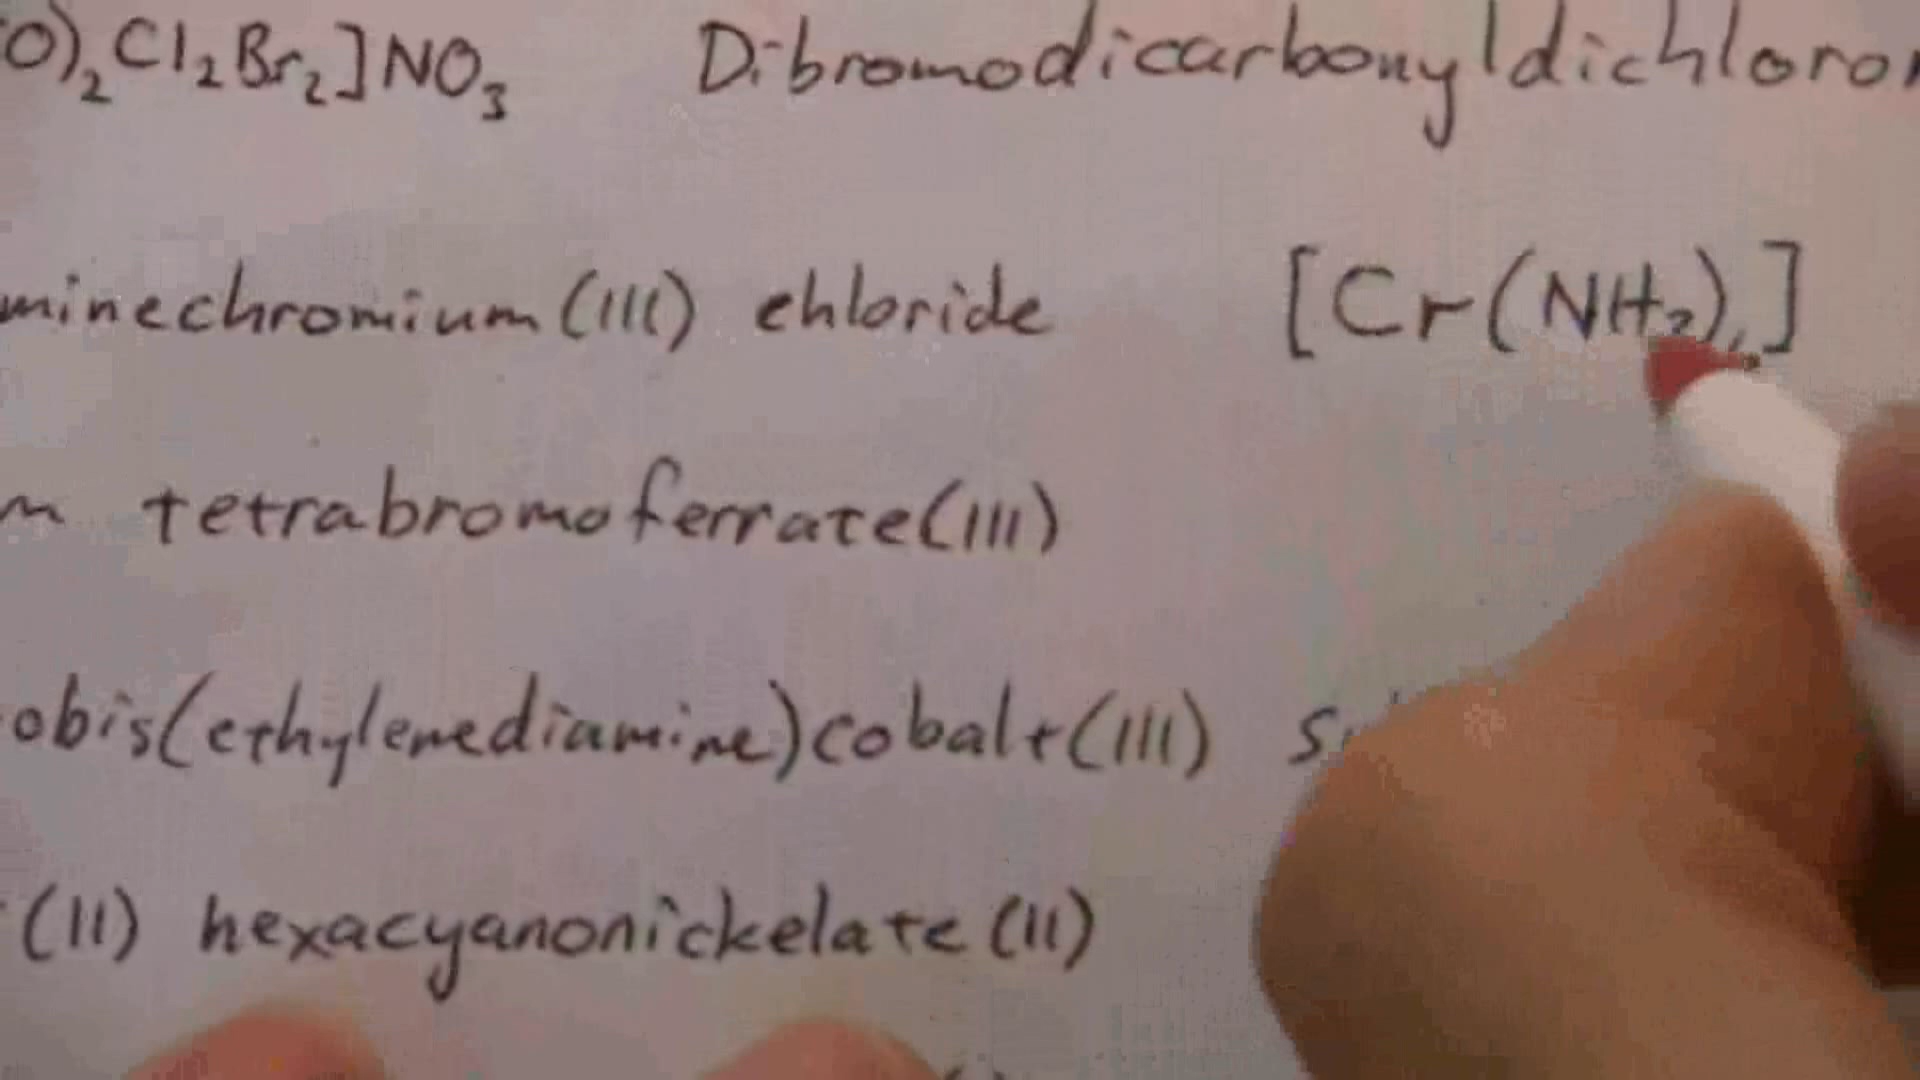 O)₂Cl₂Br₂]NO₃ Dibromodicarbonyldichloro
minechromium(III) chloride [Cr(NH₃) ]
m tetrabromoferrate(III)
obis(ethylenediamine)cobalt(III)
(II) hexacyanonickelate(II)